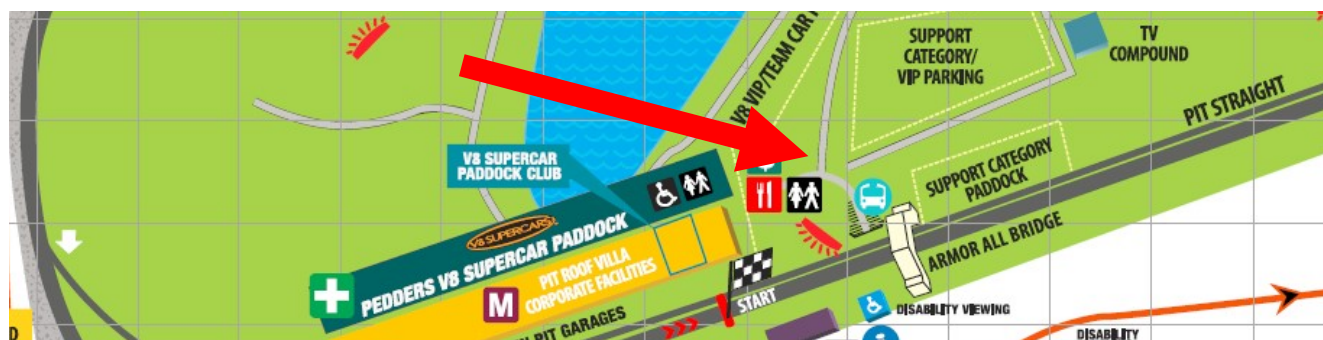 V8 VIP/TEAM CART
SUPPORT
CATEGORY/
VIP PARKING
TV
COMPOUND
PIT STRAIGHT
V8 SUPERCAR
PADDOCK CLUB
SUPPORT CATEGORY
PADDOCK
V8 SUPERCARS
PEDDERS V8 SUPERCAR PADDOCK
PIT ROOF VILLA
CORPORATE FACILITIES
M
ARMOR ALL BRIDGE
START
PIT GARAGES
DISABILITY VIEWING
DISABILITY
D